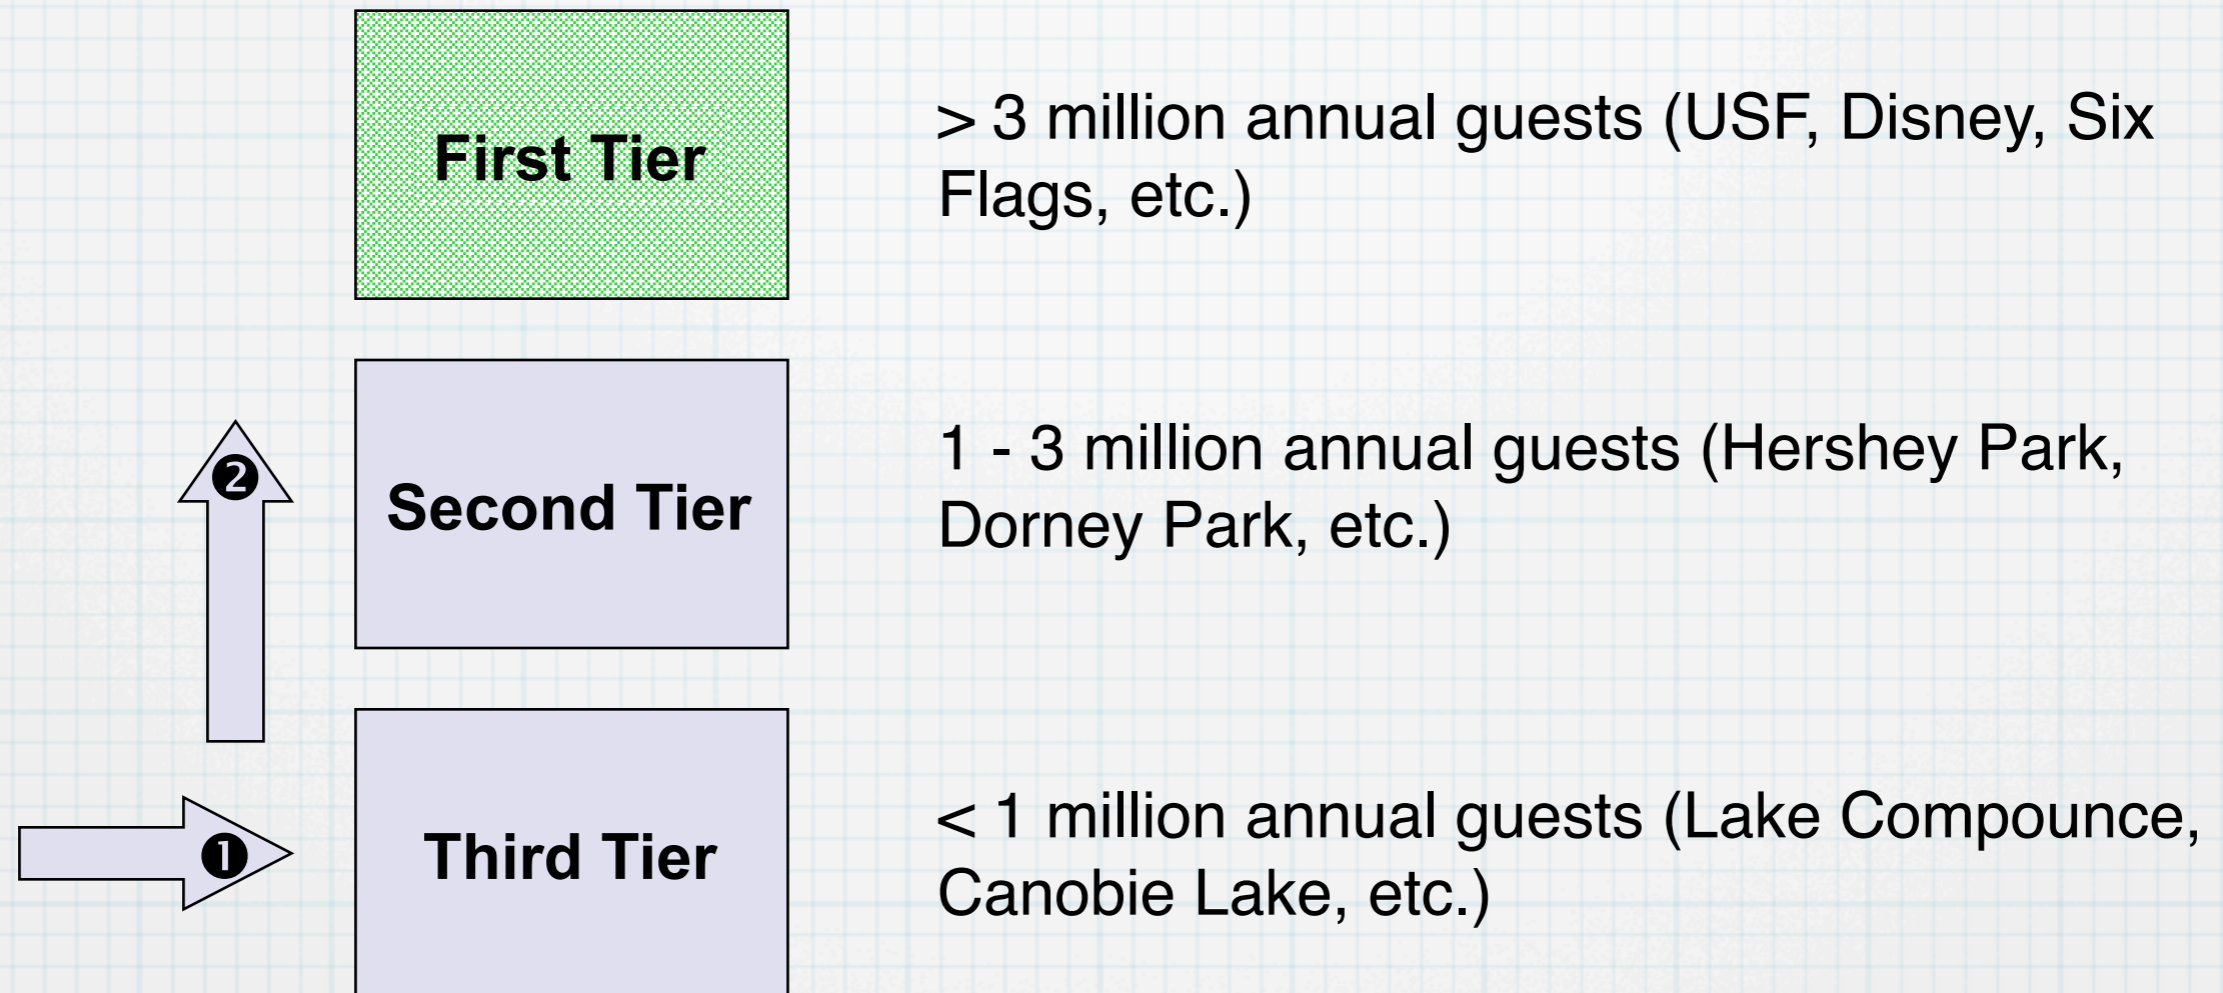 First Tier
> 3 million annual guests (USF, Disney, Six
Flags, etc.)
❷
Second Tier
1 - 3 million annual guests (Hershey Park,
Dorney Park, etc.)
❶
Third Tier
< 1 million annual guests (Lake Compounce,
Canobie Lake, etc.)